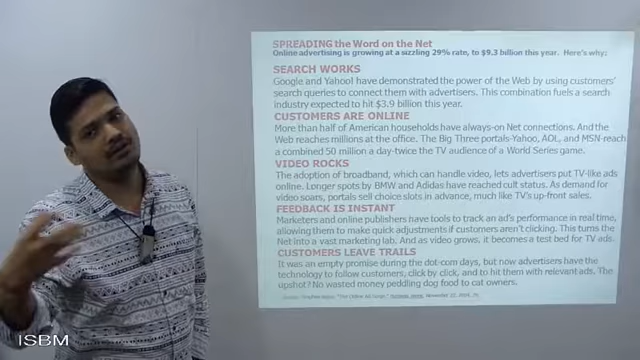 SPREADING the Word on the Net
Online advertising is growing at a sizzling 29% rate, to $9.3 billion this year. Here's why:
SEARCH WORKS
Google and Yahoo! have demonstrated the power of the Web by using customers'
search queries to connect them with advertisers. This combination fuels a search
industry expected to hit $3.9 billion this year.
CUSTOMERS ARE ONLINE
More than half of American households have always-on Net connections. And the
Web reaches millions at the office. The Big Three portals-Yahoo, AOL, and MSN-reach
a combined 50 million a day-twice the TV audience of a World Series game.
VIDEO ROCKS
The adoption of broadband, which can handle video, lets advertisers put TV-like ads
online. Longer spots by BMW and Adidas have reached cult status. As demand for
video soars, portals sell choice slots in advance, much like TV's up-front sales.
FEEDBACK IS INSTANT
Marketers and online publishers have tools to track an ad's performance in real time,
allowing them to make quick adjustments if customers aren't clicking. This turns the
Net into a vast marketing lab. And as video grows, it becomes a test bed for TV ads.
CUSTOMERS LEAVE TRAILS
It was an empty promise during the dot-com days, but now advertisers have the
technology to follow customers, click by click, and to hit them with relevant ads. The
upshot? No wasted money peddling dog food to cat owners.
"The Online Ad Surge,"
ISBM